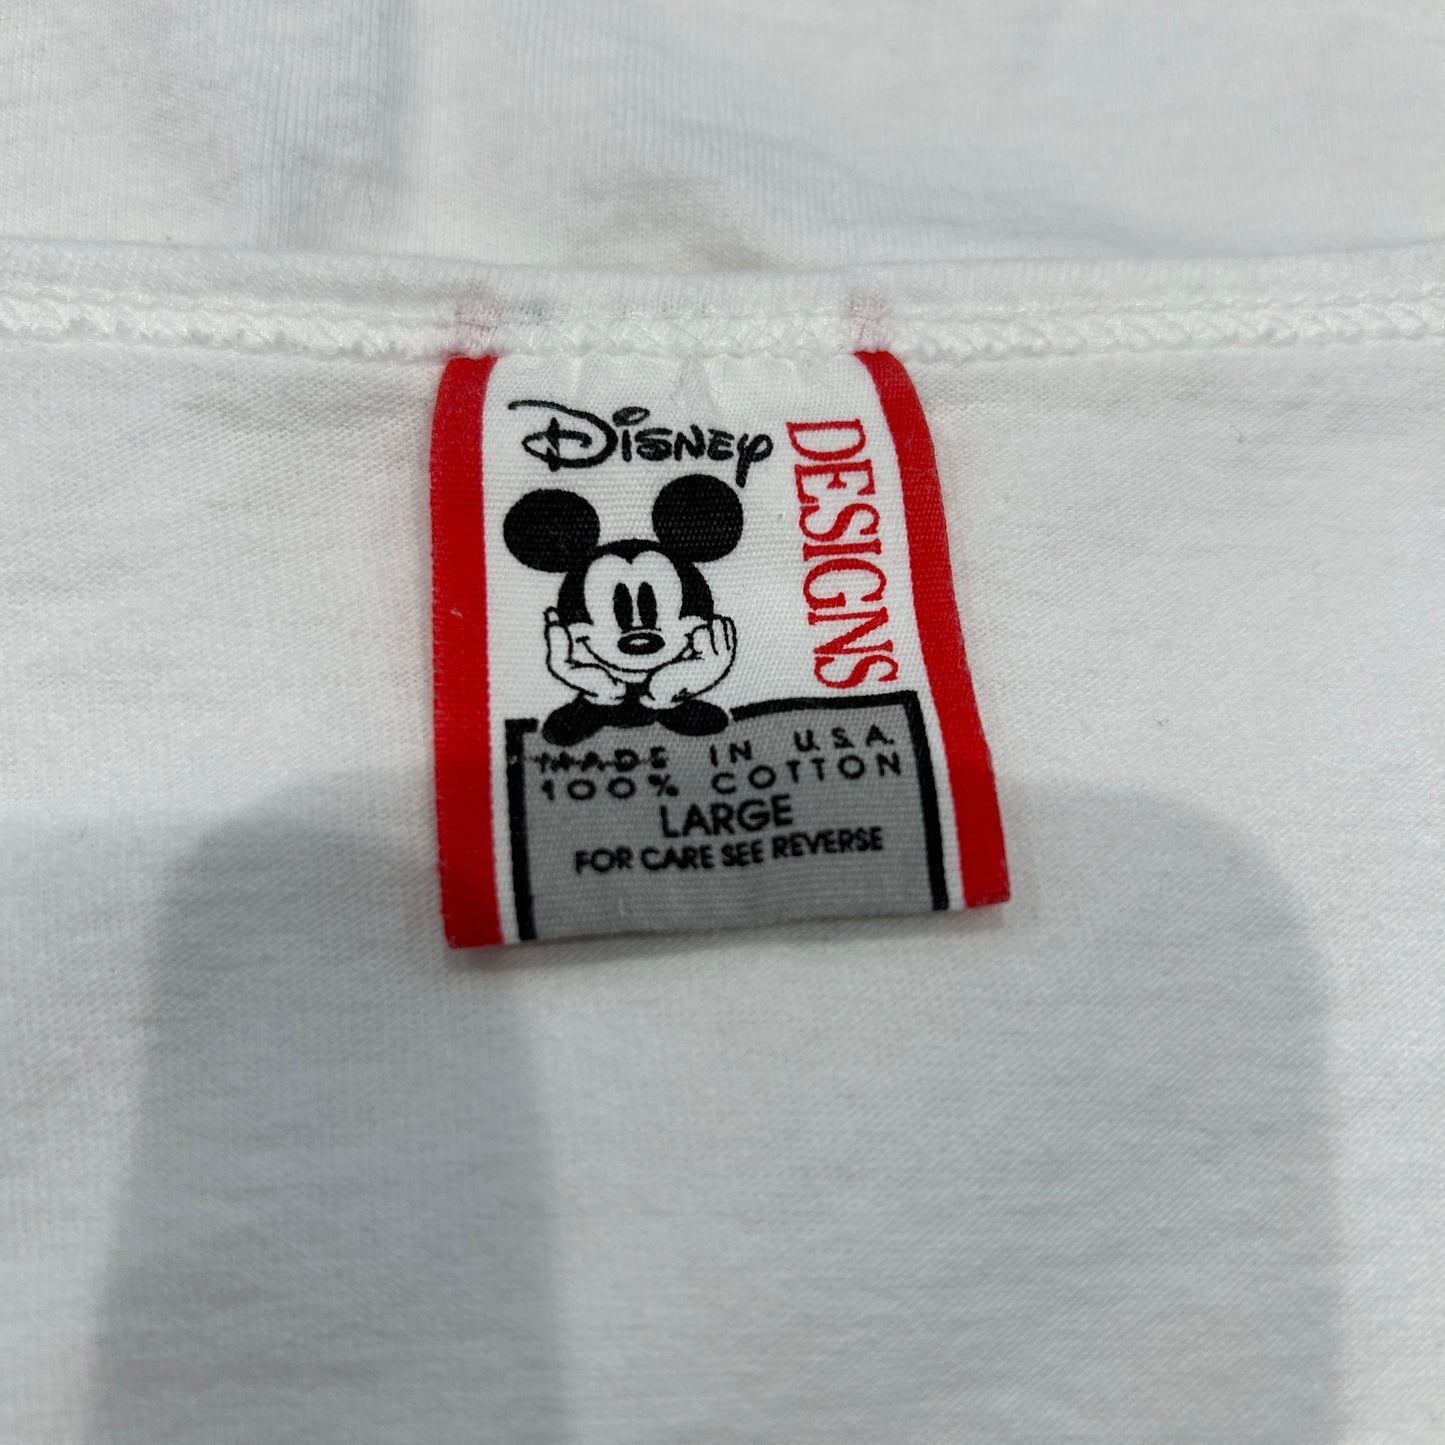 Disney
DESIGNS
MADE IN U.S.A.
100% COTTON
LARGE
FOR CARE SEE REVERSE